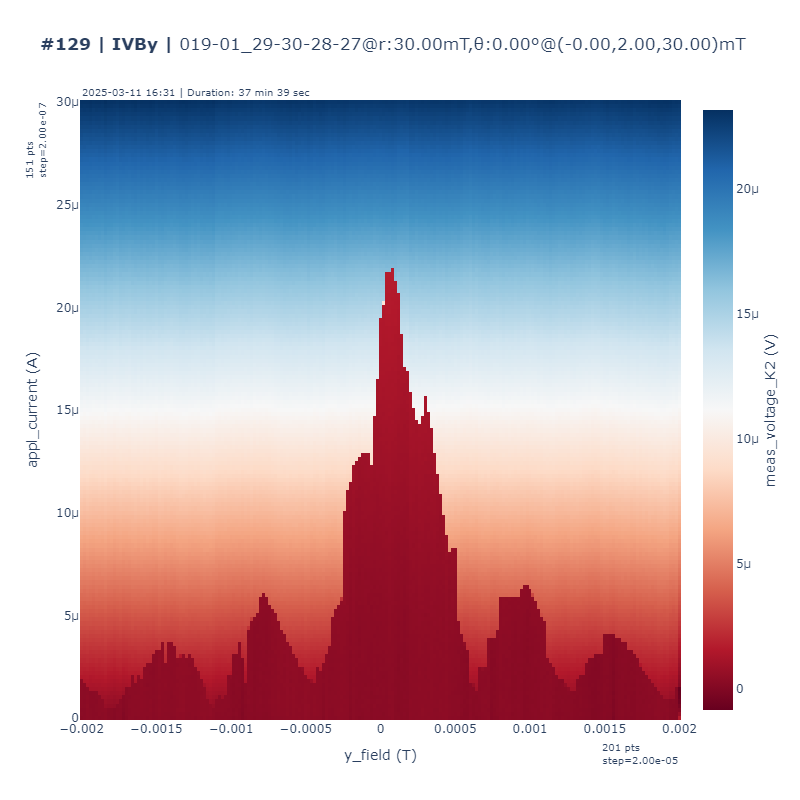 #129 | IVBy | 019-01_29-30-28-27@r:30.00mT,θ:0.00º@(-0.00,2.00,30.00)mT
2025-03-11 16:31 | Duration: 37 min 39 sec
151 pts
step=2.00e-07
30μ
25μ
20μ
15μ
10μ
5μ
0
appl_current (A)
−0.002
−0.0015
−0.001
−0.0005
0
0.0005
0.001
0.0015
0.002
y_field (T)
201 pts
step=2.00e-05
20μ
15μ
10μ
5μ
0
meas_voltage_K2 (V)